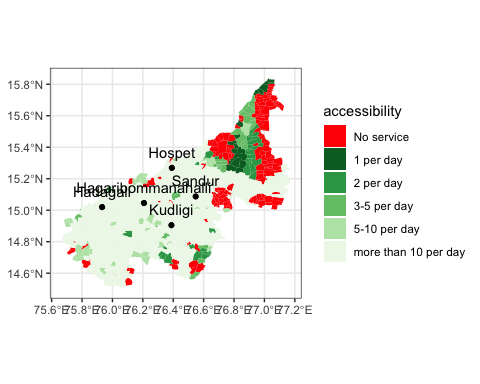 accessibility
No service
1 per day
2 per day
3-5 per day
5-10 per day
more than 10 per day
15.8°N
15.6°N
15.4°N
15.2°N
15.0°N
14.8°N
14.6°N
Hospet
Sandur
Hagaribommanahalli
Hadagali
Kudligi
75.6°E
75.8°E
76.0°E
76.2°E
76.4°E
76.6°E
76.8°E
77.0°E
77.2°E